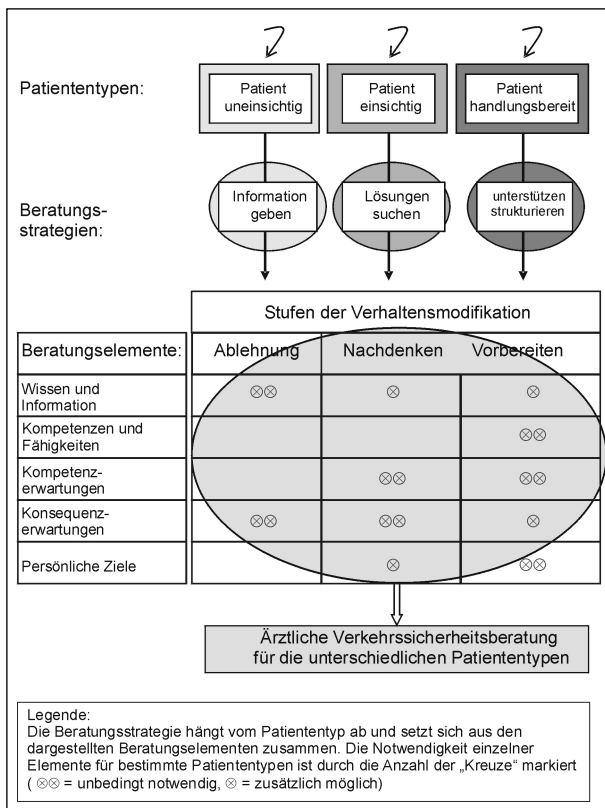 Patiententypen:
Patient
uneinsichtig
Patient
einsichtig
Patient
handlungsbereit
Beratungs-
strategien:
Information
geben
Lösungen
suchen
unterstützen
strukturieren
Stufen der Verhaltensmodifikation
Beratungselemente: Ablehnung Nachdenken Vorbereiten
Wissen und
Information
⊗⊗ ⊗ ⊗
Kompetenzen und
Fähigkeiten
⊗⊗
Kompetenz-
erwartungen
⊗⊗ ⊗⊗
Konsequenz-
erwartungen
⊗⊗ ⊗⊗ ⊗
Persönliche Ziele ⊗ ⊗⊗
Ärztliche Verkehrssicherheitsberatung
für die unterschiedlichen Patiententypen
Legende:
Die Beratungsstrategie hängt vom Patiententyp ab und setzt sich aus den
dargestellten Beratungselementen zusammen. Die Notwendigkeit einzelner
Elemente für bestimmte Patiententypen ist durch die Anzahl der „Kreuze“ markiert
( ⊗⊗ = unbedingt notwendig, ⊗ = zusätzlich möglich)